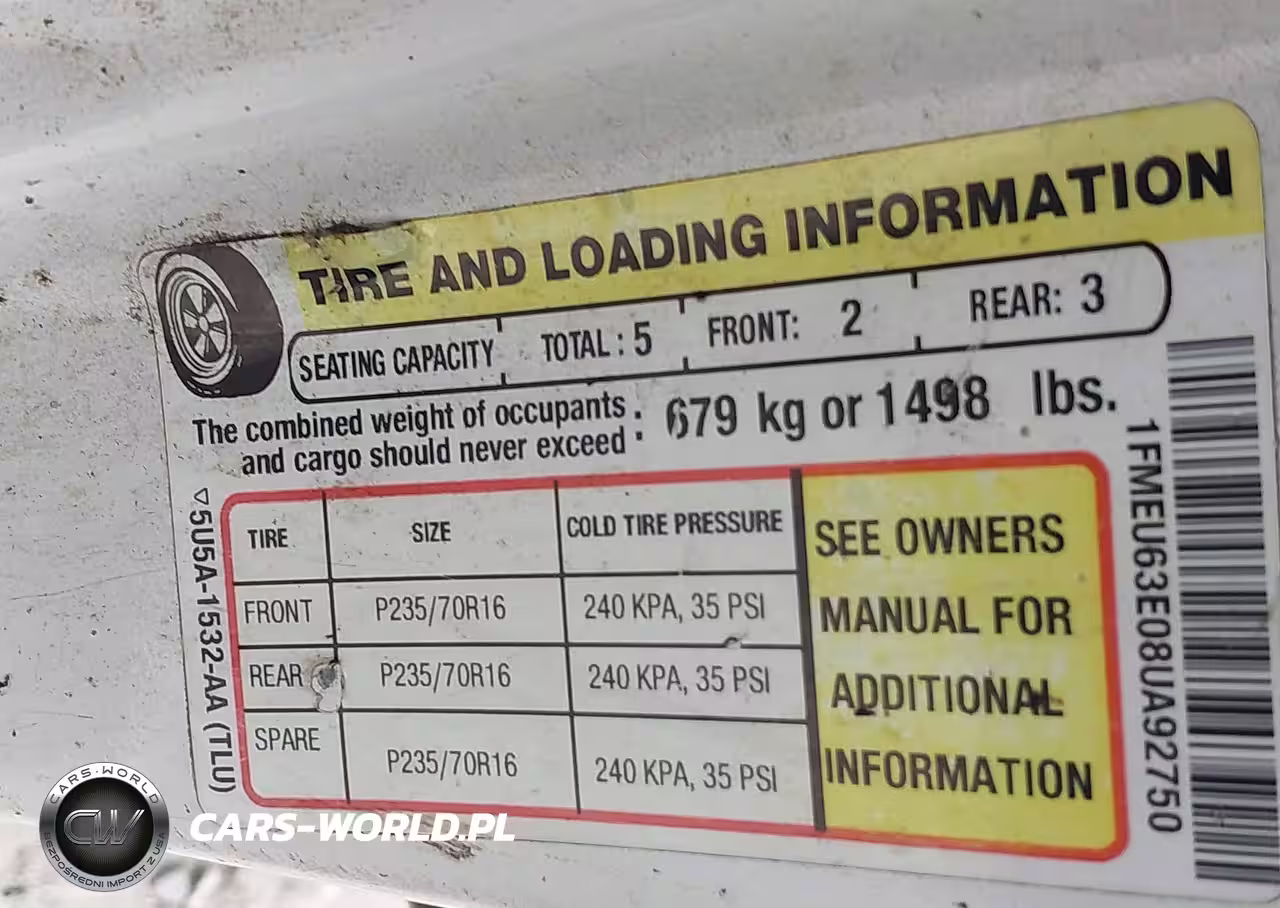 TIRE AND LOADING INFORMATION
SEATING CAPACITY TOTAL : 5 FRONT: 2 REAR: 3
The combined weight of occupants : 679 kg or 1498 lbs.
and cargo should never exceed :
TIRE SIZE COLD TIRE PRESSURE
FRONT P235/70R16 240 KPA, 35 PSI
REAR P235/70R16 240 KPA, 35 PSI
SPARE P235/70R16 240 KPA, 35 PSI
SEE OWNERS
MANUAL FOR
ADDITIONAL
INFORMATION
▽5U5A-1532-AA (TLU)
1FMEU63E08UA92750
CARS-WORLD
CW
BEZPOŚREDNI IMPORT Z USA
CARS-WORLD.PL